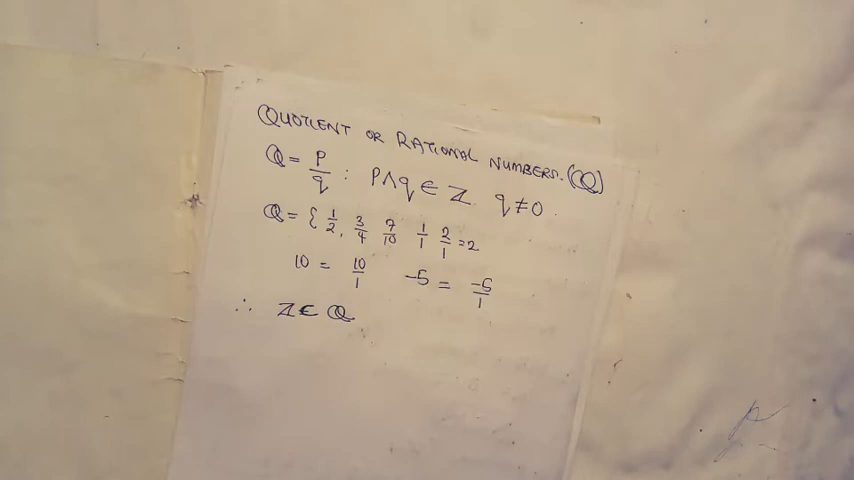 QUOTIENT OR RATIONAL NUMBERS. (ℚ)
ℚ = p/q : p∧q ∈ ℤ. q≠0.
ℚ = { 1/2, 3/4 7/10 1/1 2/1 = 2
10 = 10/1 -5 = -5/1
∴ ℤ ∈ ℚ